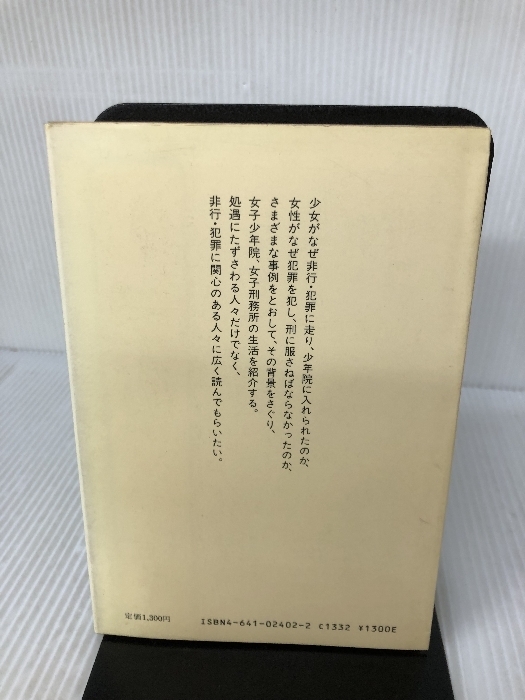 少女がなぜ非行・犯罪に走り、少年院に入れられたのか、
女性がなぜ犯罪を犯し、刑に服さねばならなかったのか、
さまざまな事例をとおして、その背景をさぐり、
女子少年院、女子刑務所の生活を紹介する。
処遇にたずさわる人々だけでなく、
非行・犯罪に関心のある人々に広く読んでもらいたい。
定価1,300円
ISBN4-641-02402-2 C1332 ¥1300E